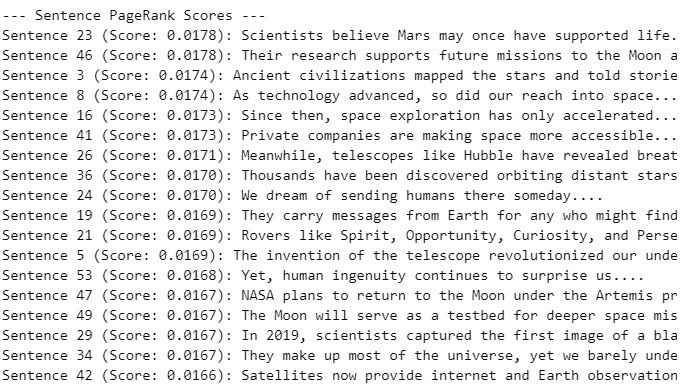 --- Sentence PageRank Scores ---
Sentence 23 (Score: 0.0178): Scientists believe Mars may once have supported life.
Sentence 46 (Score: 0.0178): Their research supports future missions to the Moon a
Sentence 3 (Score: 0.0174): Ancient civilizations mapped the stars and told storie
Sentence 8 (Score: 0.0174): As technology advanced, so did our reach into space...
Sentence 16 (Score: 0.0173): Since then, space exploration has only accelerated...
Sentence 41 (Score: 0.0173): Private companies are making space more accessible...
Sentence 26 (Score: 0.0171): Meanwhile, telescopes like Hubble have revealed breat
Sentence 36 (Score: 0.0170): Thousands have been discovered orbiting distant stars
Sentence 24 (Score: 0.0170): We dream of sending humans there someday....
Sentence 19 (Score: 0.0169): They carry messages from Earth for any who might find
Sentence 21 (Score: 0.0169): Rovers like Spirit, Opportunity, Curiosity, and Perse
Sentence 5 (Score: 0.0169): The invention of the telescope revolutionized our unde
Sentence 53 (Score: 0.0168): Yet, human ingenuity continues to surprise us....
Sentence 47 (Score: 0.0167): NASA plans to return to the Moon under the Artemis pr
Sentence 49 (Score: 0.0167): The Moon will serve as a testbed for deeper space mis
Sentence 29 (Score: 0.0167): In 2019, scientists captured the first image of a bla
Sentence 34 (Score: 0.0167): They make up most of the universe, yet we barely unde
Sentence 42 (Score: 0.0166): Satellites now provide internet and Earth observation